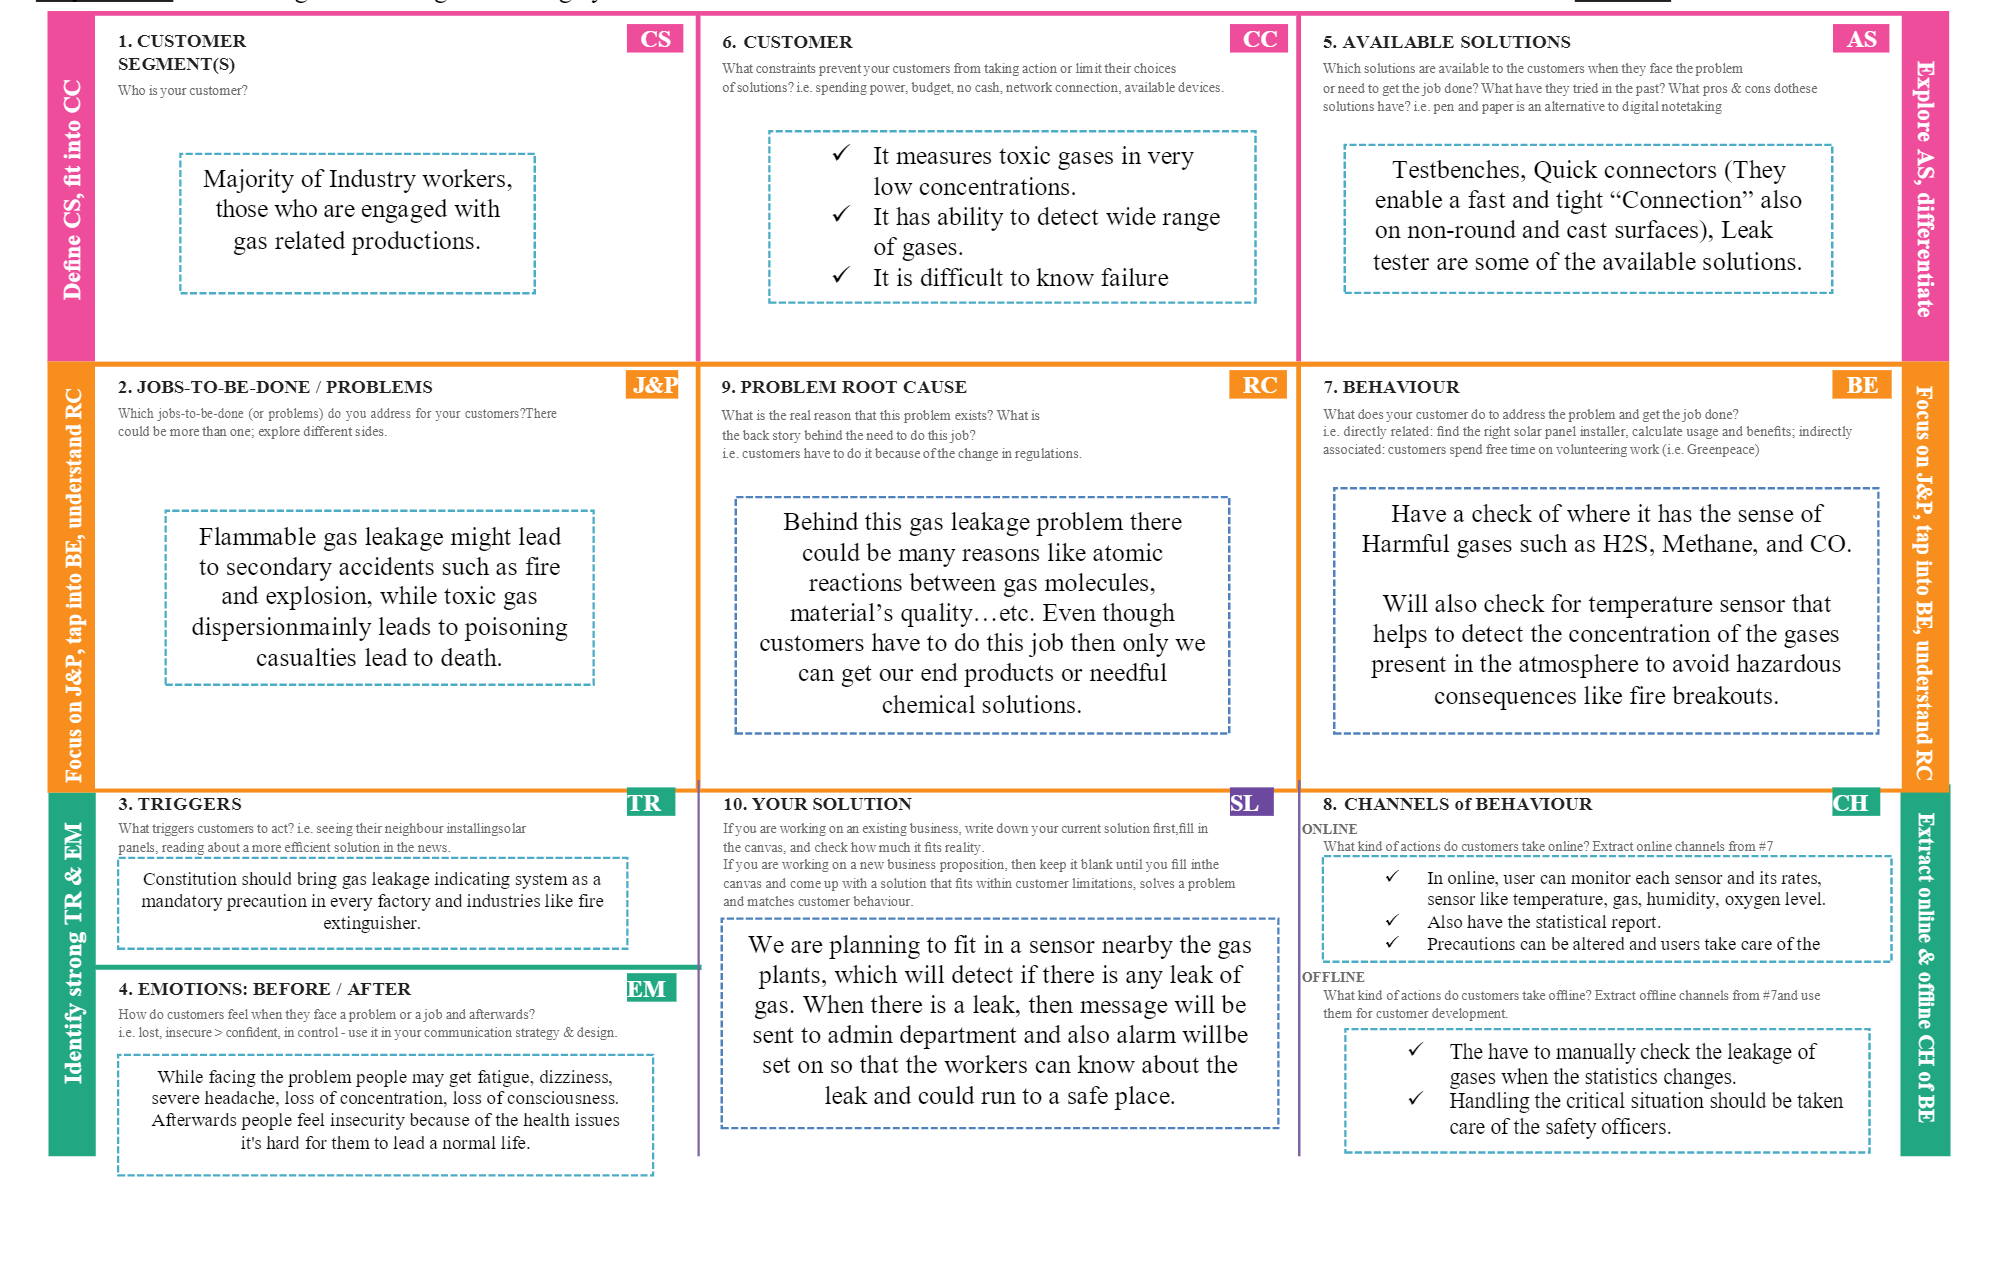 Define CS, fit into CC
1. CUSTOMER
SEGMENT(S)
CS
Who is your customer?
Majority of Industry workers,
those who are engaged with
gas related productions.
6. CUSTOMER
CC
What constraints prevent your customers from taking action or limit their choices
of solutions? i.e. spending power, budget, no cash, network connection, available devices.
✓ It measures toxic gases in very
low concentrations.
✓ It has ability to detect wide range
of gases.
✓ It is difficult to know failure
5. AVAILABLE SOLUTIONS
AS
Which solutions are available to the customers when they face the problem
or need to get the job done? What have they tried in the past? What pros & cons dothese
solutions have? i.e. pen and paper is an alternative to digital notetaking
Testbenches, Quick connectors (They
enable a fast and tight “Connection” also
on non-round and cast surfaces), Leak
tester are some of the available solutions.
Explore AS, differentiate
Focus on J&P, tap into BE, understand RC
2. JOBS-TO-BE-DONE / PROBLEMS
J&P
Which jobs-to-be-done (or problems) do you address for your customers?There
could be more than one; explore different sides.
Flammable gas leakage might lead
to secondary accidents such as fire
and explosion, while toxic gas
dispersionmainly leads to poisoning
casualties lead to death.
9. PROBLEM ROOT CAUSE
RC
What is the real reason that this problem exists? What is
the back story behind the need to do this job?
i.e. customers have to do it because of the change in regulations.
Behind this gas leakage problem there
could be many reasons like atomic
reactions between gas molecules,
material’s quality…etc. Even though
customers have to do this job then only we
can get our end products or needful
chemical solutions.
7. BEHAVIOUR
BE
What does your customer do to address the problem and get the job done?
i.e. directly related: find the right solar panel installer, calculate usage and benefits; indirectly
associated: customers spend free time on volunteering work (i.e. Greenpeace)
Have a check of where it has the sense of
Harmful gases such as H2S, Methane, and CO.
Will also check for temperature sensor that
helps to detect the concentration of the gases
present in the atmosphere to avoid hazardous
consequences like fire breakouts.
Focus on J&P, tap into BE, understand RC
Identify strong TR & EM
3. TRIGGERS
TR
What triggers customers to act? i.e. seeing their neighbour installingsolar
panels, reading about a more efficient solution in the news.
Constitution should bring gas leakage indicating system as a
mandatory precaution in every factory and industries like fire
extinguisher.
4. EMOTIONS: BEFORE / AFTER
EM
How do customers feel when they face a problem or a job and afterwards?
i.e. lost, insecure > confident, in control - use it in your communication strategy & design.
While facing the problem people may get fatigue, dizziness,
severe headache, loss of concentration, loss of consciousness.
Afterwards people feel insecurity because of the health issues
it's hard for them to lead a normal life.
10. YOUR SOLUTION
SL
If you are working on an existing business, write down your current solution first,fill in
the canvas, and check how much it fits reality.
If you are working on a new business proposition, then keep it blank until you fill inthe
canvas and come up with a solution that fits within customer limitations, solves a problem
and matches customer behaviour.
We are planning to fit in a sensor nearby the gas
plants, which will detect if there is any leak of
gas. When there is a leak, then message will be
sent to admin department and also alarm willbe
set on so that the workers can know about the
leak and could run to a safe place.
8. CHANNELS of BEHAVIOUR
CH
ONLINE
What kind of actions do customers take online? Extract online channels from #7
✓ In online, user can monitor each sensor and its rates,
sensor like temperature, gas, humidity, oxygen level.
✓ Also have the statistical report.
✓ Precautions can be altered and users take care of the
OFFLINE
What kind of actions do customers take offline? Extract offline channels from #7and use
them for customer development.
✓ The have to manually check the leakage of
gases when the statistics changes.
✓ Handling the critical situation should be taken
care of the safety officers.
Extract online & offline CH of BE